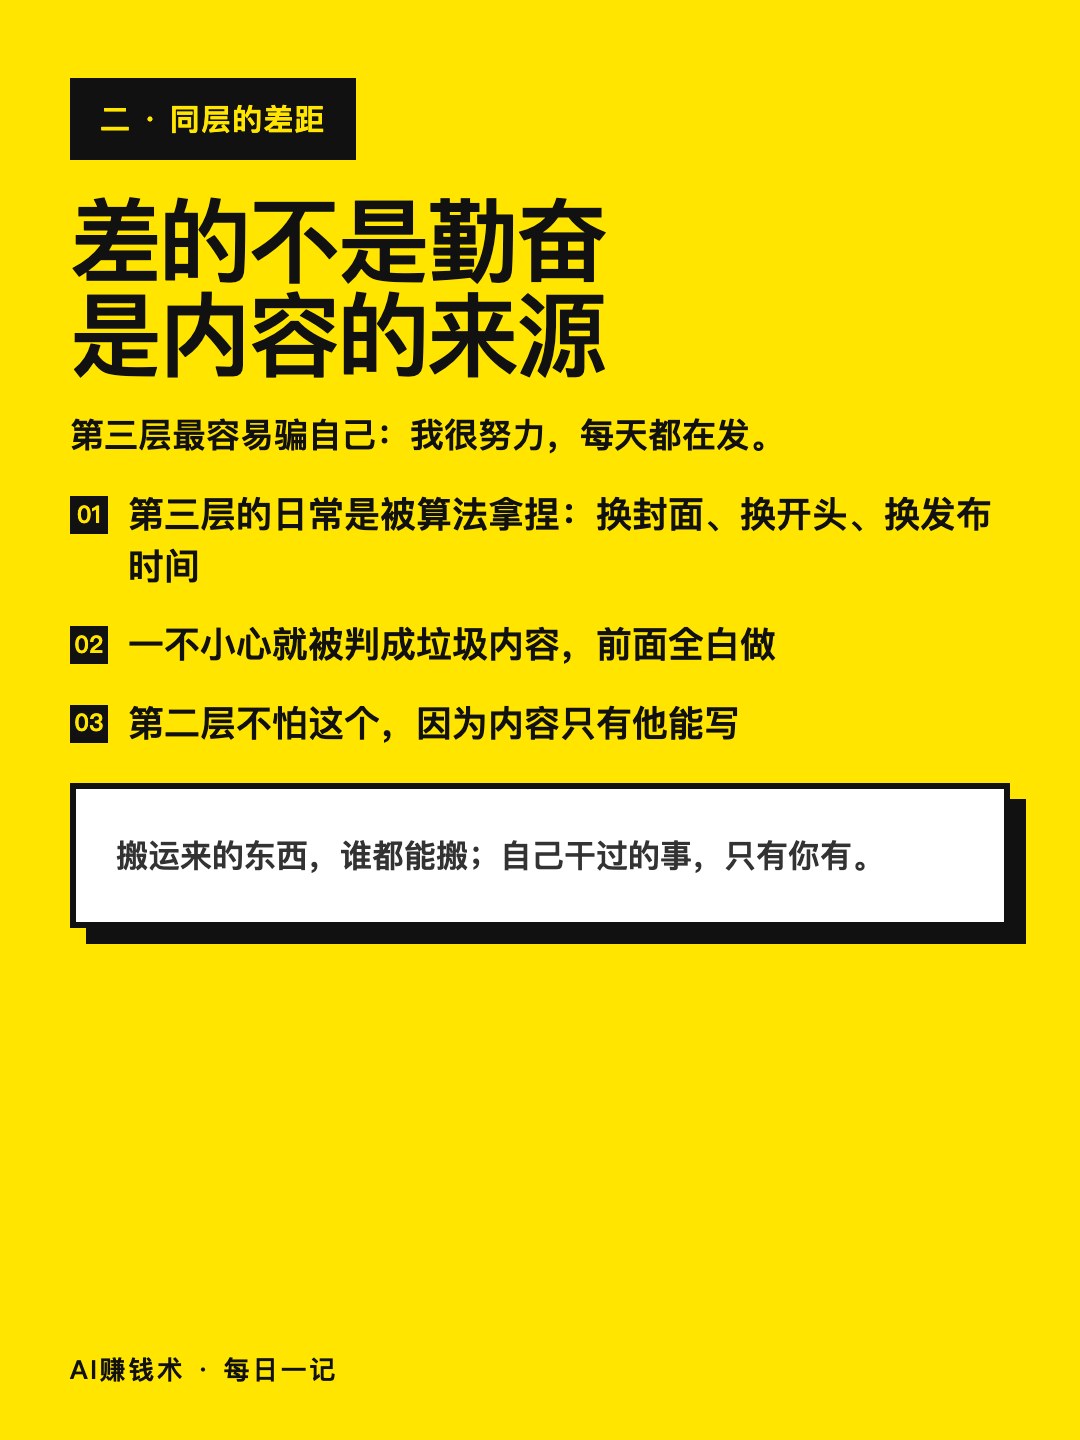 二 · 同层的差距
差的不是勤奋
是内容的来源
第三层最容易骗自己：我很努力，每天都在发。
01 第三层的日常是被算法拿捏：换封面、换开头、换发布
时间
02 一不小心就被判成垃圾内容，前面全白做
03 第二层不怕这个，因为内容只有他能写
搬运来的东西，谁都能搬；自己干过的事，只有你有。
AI赚钱术 · 每日一记